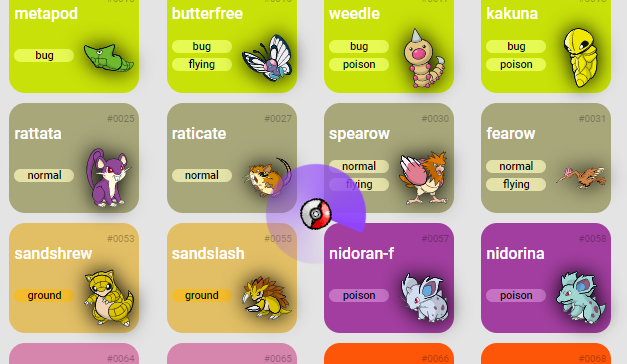 metapod
bug
butterfree
bug
flying
weedle
bug
poison
kakuna
bug
poison
#0025
rattata
normal
#0027
raticate
normal
#0030
spearow
normal
flying
#0031
fearow
normal
flying
#0053
sandshrew
ground
#0055
sandslash
ground
#0057
nidoran-f
poison
#0058
nidorina
poison
#0064
#0065
#0066
#0068